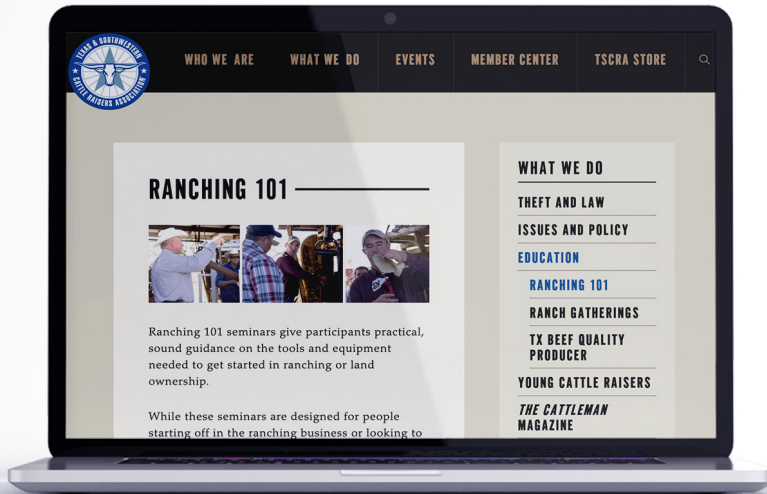 TEXAS & SOUTHWESTERN
CATTLE RAISERS ASSOCIATION
WHO WE ARE
WHAT WE DO
EVENTS
MEMBER CENTER
TSCRA STORE
RANCHING 101
Ranching 101 seminars give participants practical,
sound guidance on the tools and equipment
needed to get started in ranching or land
ownership.
While these seminars are designed for people
starting off in the ranching business or looking to
WHAT WE DO
THEFT AND LAW
ISSUES AND POLICY
EDUCATION
RANCHING 101
RANCH GATHERINGS
TX BEEF QUALITY
PRODUCER
YOUNG CATTLE RAISERS
THE CATTLEMAN
MAGAZINE